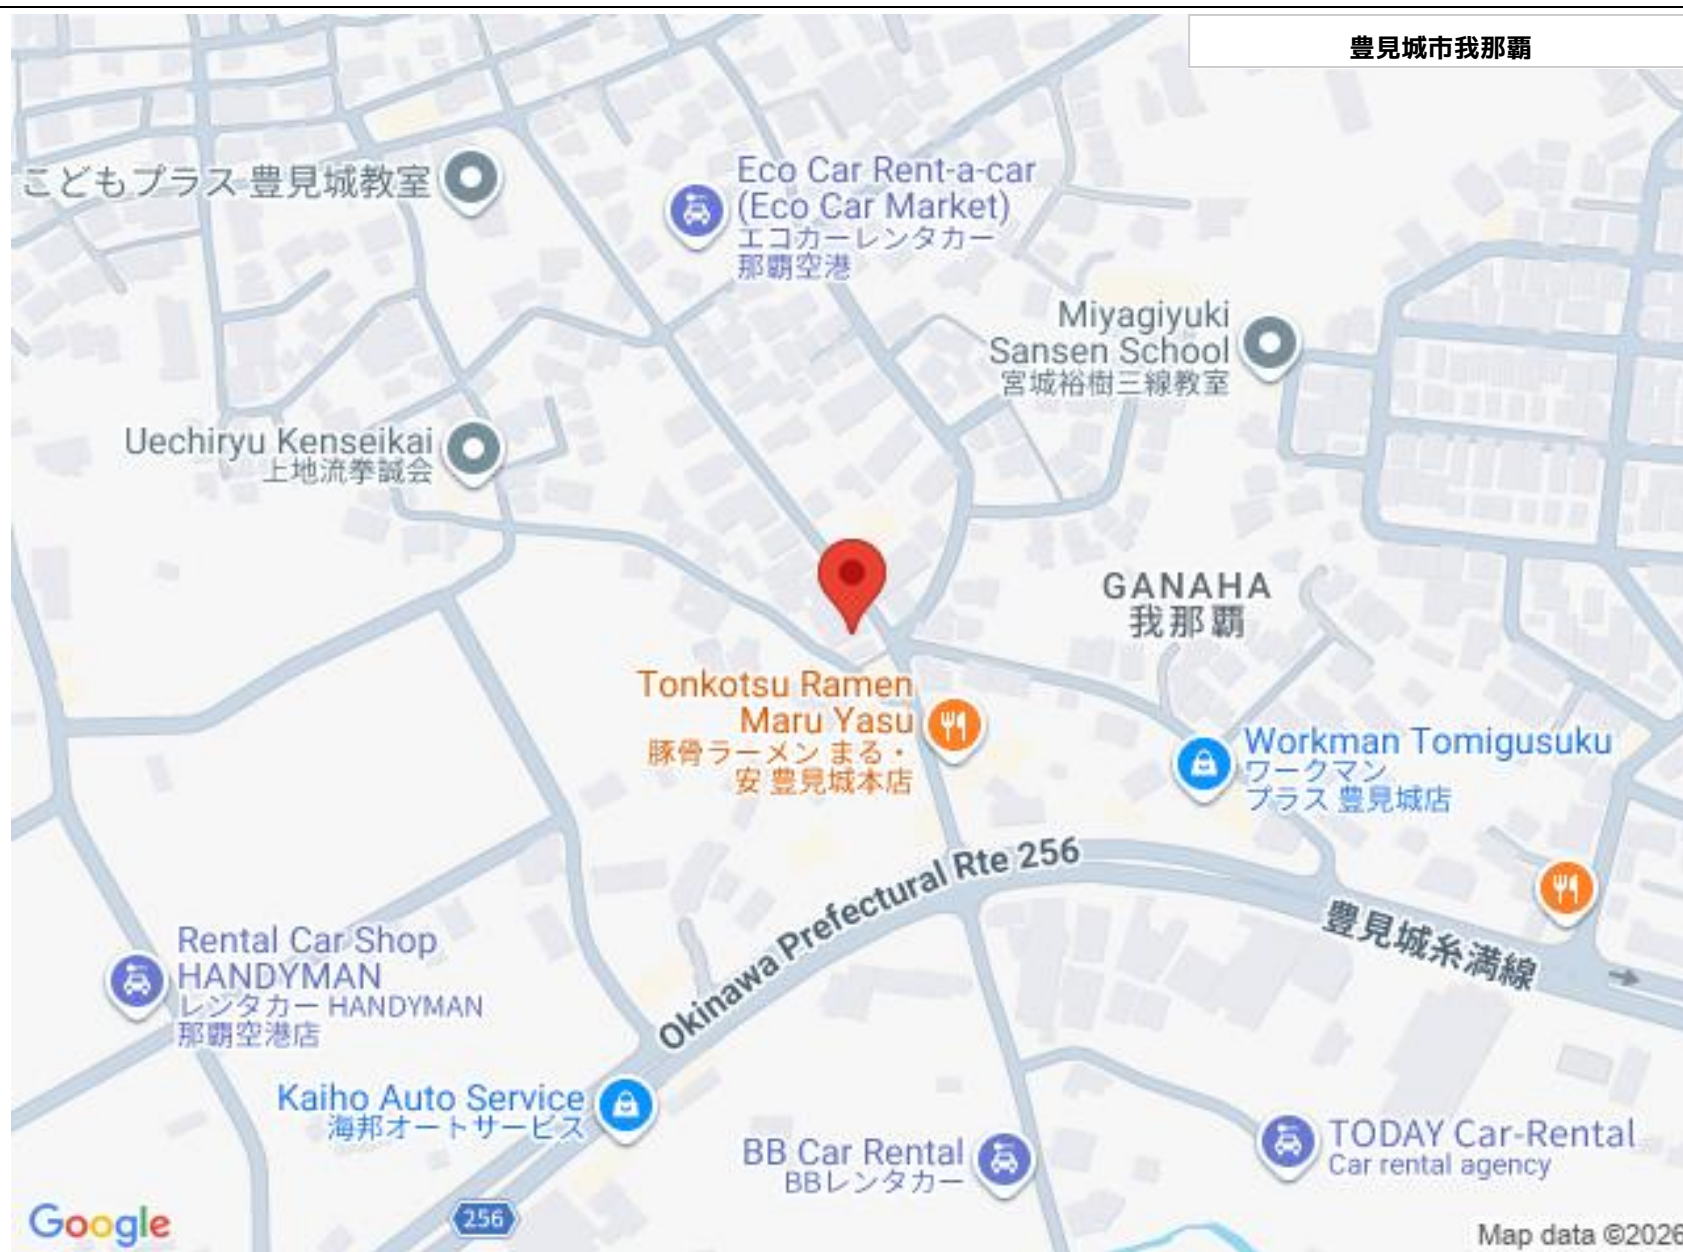 豊見城市我那覇
こどもプラス 豊見城教室
Eco Car Rent-a-car
(Eco Car Market)
エコカーレンタカー
那覇空港
Miyagiyuki
Sansen School
宮城裕樹三線教室
Uechiryu Kenseikai
上地流拳誠会
GANAHA
我那覇
Tonkotsu Ramen
Maru Yasu
豚骨ラーメン まる・
安 豊見城本店
Workman Tomigusuku
ワークマン
プラス 豊見城店
Okinawa Prefectural Rte 256
豊見城糸満線
Rental Car Shop
HANDYMAN
レンタカー HANDYMAN
那覇空港店
Kaiho Auto Service
海邦オートサービス
BB Car Rental
BBレンタカー
TODAY Car-Rental
Car rental agency
256
Google
Map data ©2026